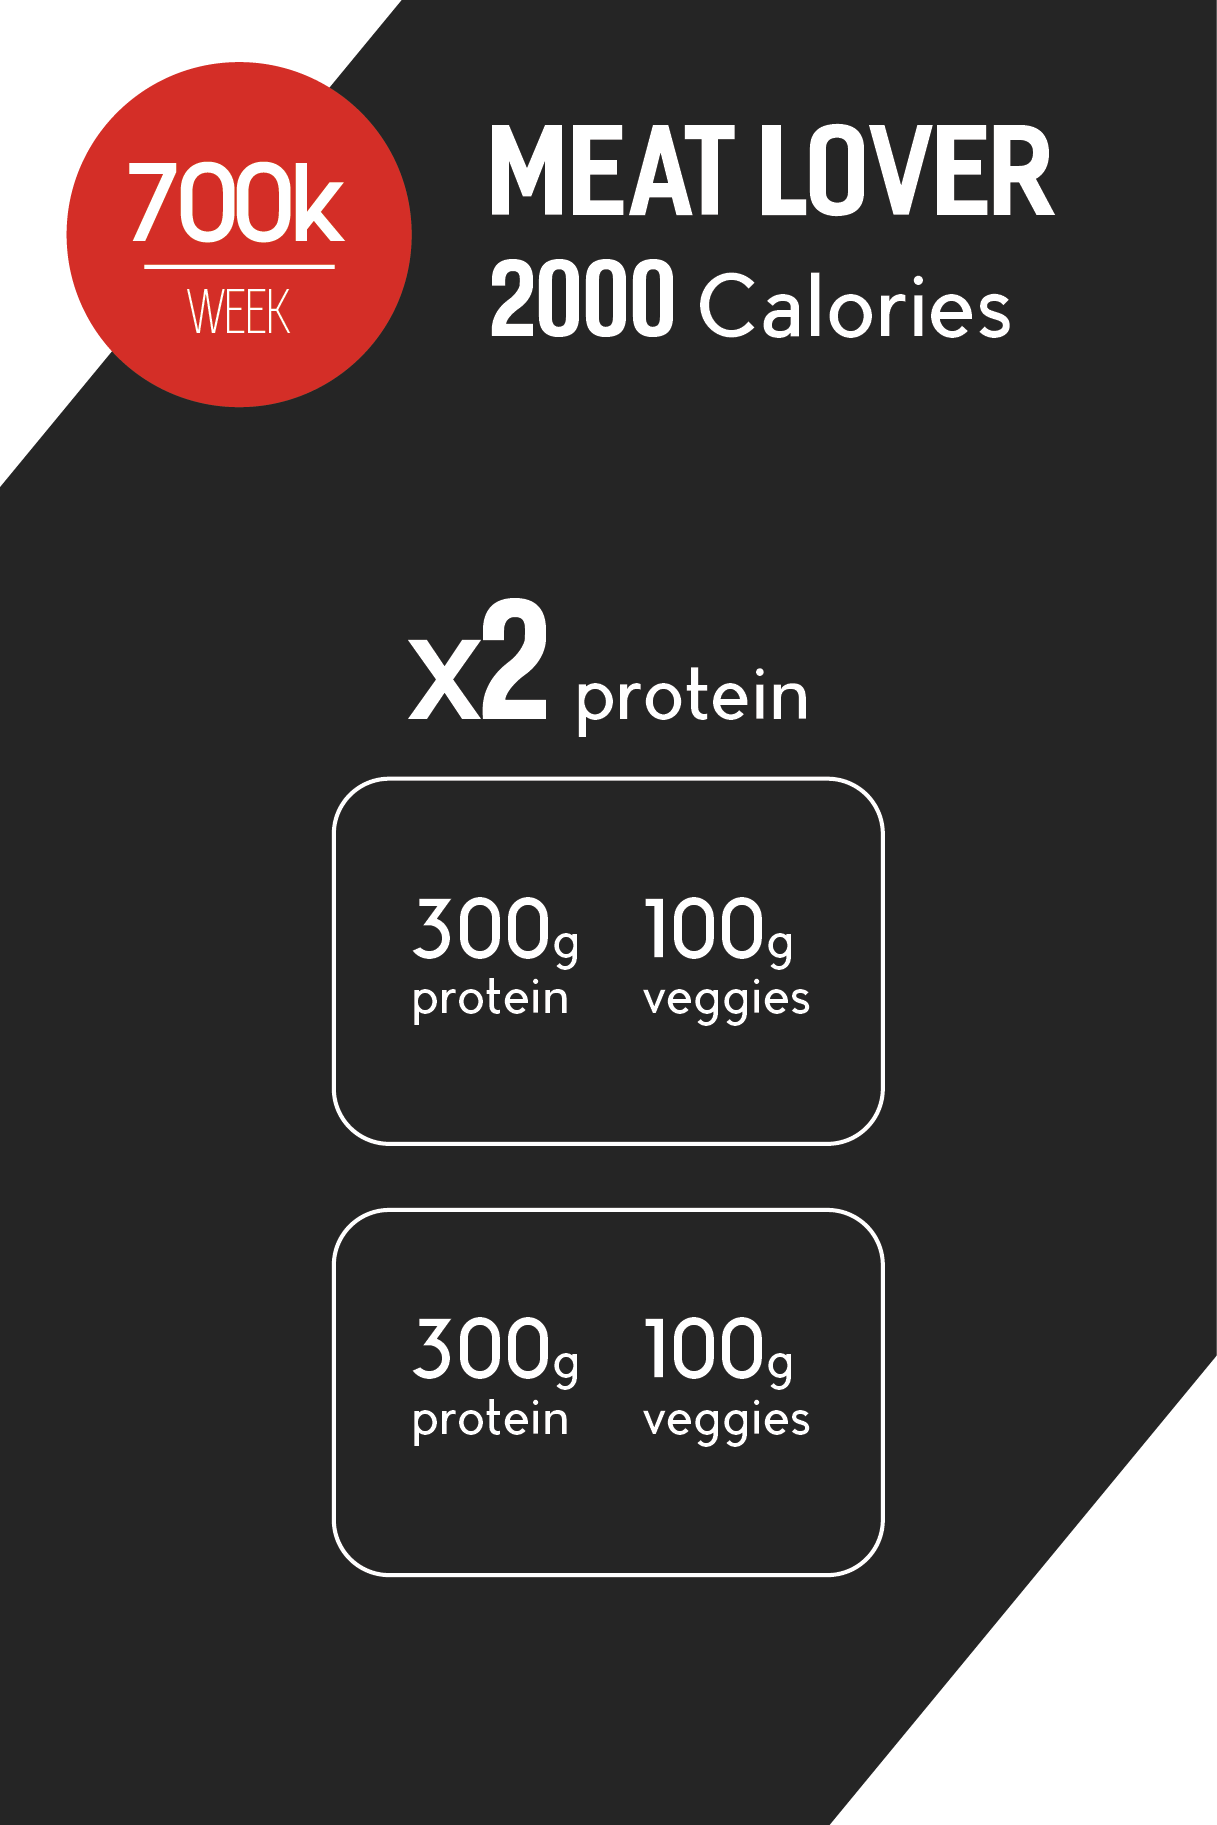 700k
WEEK
MEAT LOVER
2000 Calories
x2 protein
300g 100g
protein veggies
300g 100g
protein veggies